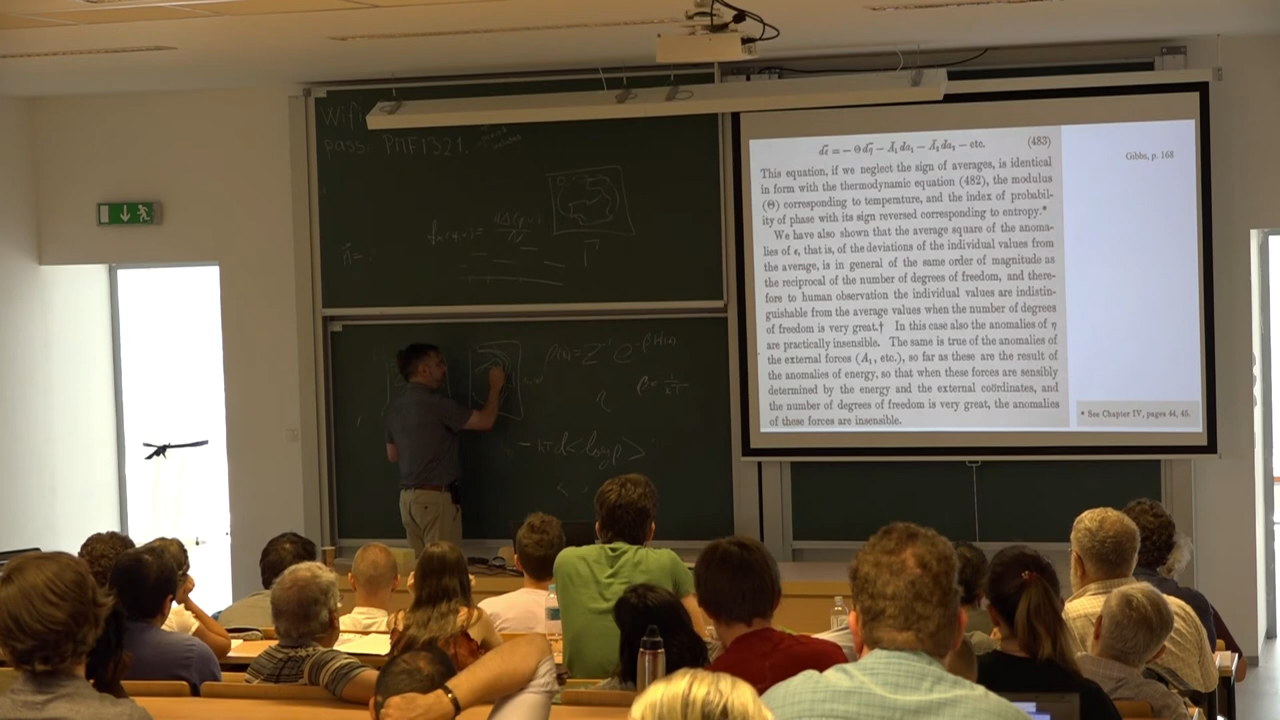 Wifi
pass: PMF1321.
dε̄ = − Θ dη̄ − Ā₁ da₁ − Ā₂ da₂ − etc. (483)
This equation, if we neglect the sign of averages, is identical
in form with the thermodynamic equation (482), the modulus
(Θ) corresponding to temperature, and the index of probabil-
ity of phase with its sign reversed corresponding to entropy.*
We have also shown that the average square of the anoma-
lies of ε, that is, of the deviations of the individual values from
the average, is in general of the same order of magnitude as
the reciprocal of the number of degrees of freedom, and there-
fore to human observation the individual values are indistin-
guishable from the average values when the number of degrees
of freedom is very great.† In this case also the anomalies of η
are practically insensible. The same is true of the anomalies of
the external forces (A₁, etc.), so far as these are the result of
the anomalies of energy, so that when these forces are sensibly
determined by the energy and the external coördinates, and
the number of degrees of freedom is very great, the anomalies
of these forces are insensible.
Gibbs, p. 168
* See Chapter IV, pages 44, 45.
Γ
ρ(x) = Z⁻¹ e^{-βH(x)}
β = 1/kT
η
− kT d<log ρ>